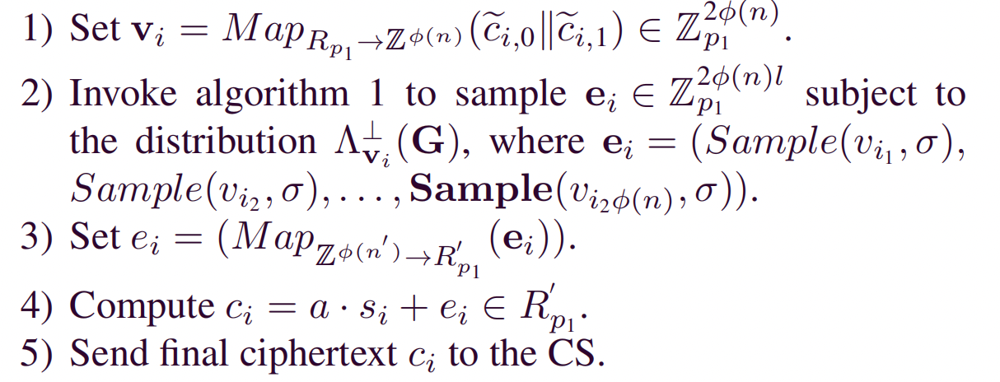 1) Set $\mathbf{v}_i = Map_{R_{p_1} \to \mathbb{Z}^{\phi(n)}}(\widetilde{c}_{i,0} \| \widetilde{c}_{i,1}) \in \mathbb{Z}_{p_1}^{2\phi(n)}$.
2) Invoke algorithm 1 to sample $\mathbf{e}_i \in \mathbb{Z}_{p_1}^{2\phi(n)l}$ subject to
the distribution $\Lambda_{\mathbf{v}_i}^{\perp}(\mathbf{G})$, where $\mathbf{e}_i = (Sample(v_{i_1}, \sigma),$
$Sample(v_{i_2}, \sigma), \ldots, \mathbf{Sample}(v_{i_2\phi(n)}, \sigma))$.
3) Set $e_i = (Map_{\mathbb{Z}^{\phi(n')} \to R'_{p_1}}(\mathbf{e}_i))$.
4) Compute $c_i = a \cdot s_i + e_i \in R'_{p_1}$.
5) Send final ciphertext $c_i$ to the CS.